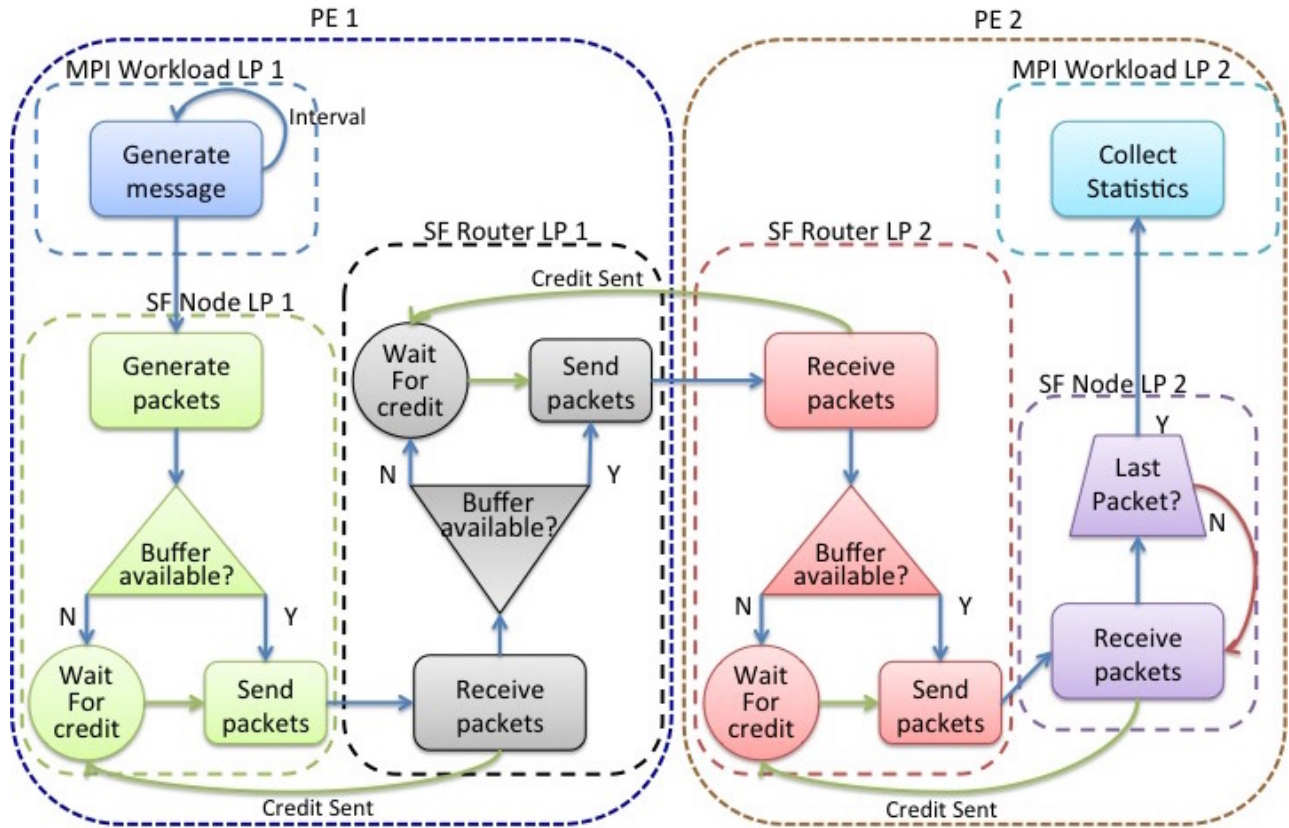 PE 1
PE 2
MPI Workload LP 1
Interval
Generate
message
MPI Workload LP 2
Collect
Statistics
SF Node LP 1
Generate
packets
Buffer
available?
N
Y
Wait
For
credit
Send
packets
SF Router LP 1
Credit Sent
Wait
For
credit
Send
packets
N
Y
Buffer
available?
Receive
packets
Credit Sent
SF Router LP 2
Receive
packets
Buffer
available?
N
Y
Wait
For
credit
Send
packets
SF Node LP 2
Y
Last
Packet?
N
Receive
packets
Credit Sent